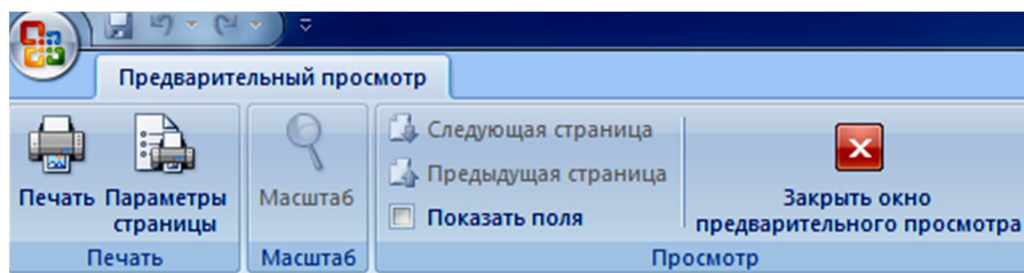 Предварительный просмотр
Печать
Параметры
страницы
Печать
Масштаб
Масштаб
Следующая страница
Предыдущая страница
Показать поля
Закрыть окно
предварительного просмотра
Просмотр